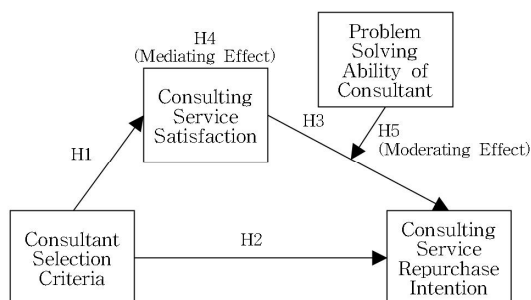 H4
(Mediating Effect)
Problem
Solving
Ability of
Consultant
Consulting
Service
Satisfaction
H3
H5
(Moderating Effect)
H1
Consultant
Selection
Criteria
H2
Consulting
Service
Repurchase
Intention